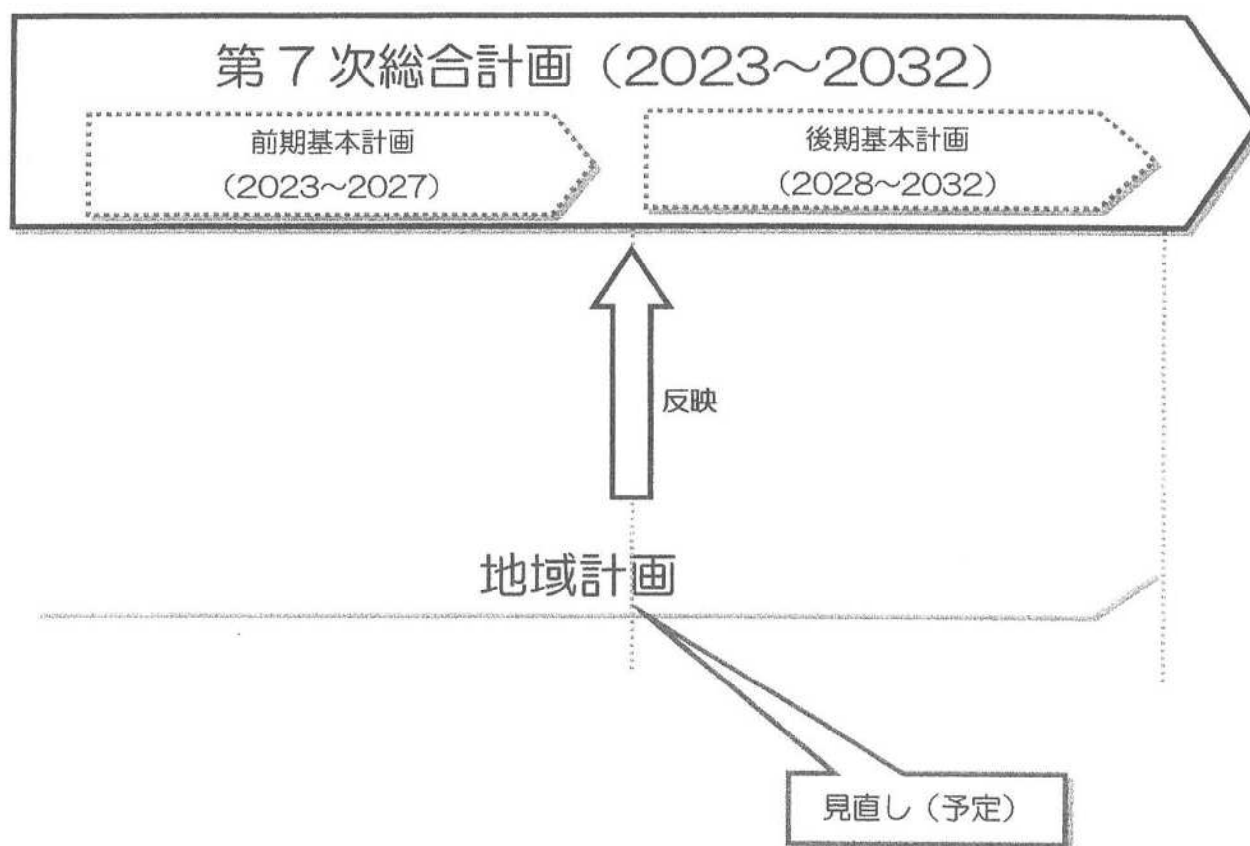 第7次総合計画（2023～2032）
前期基本計画
（2023～2027）
後期基本計画
（2028～2032）
反映
地域計画
見直し（予定）